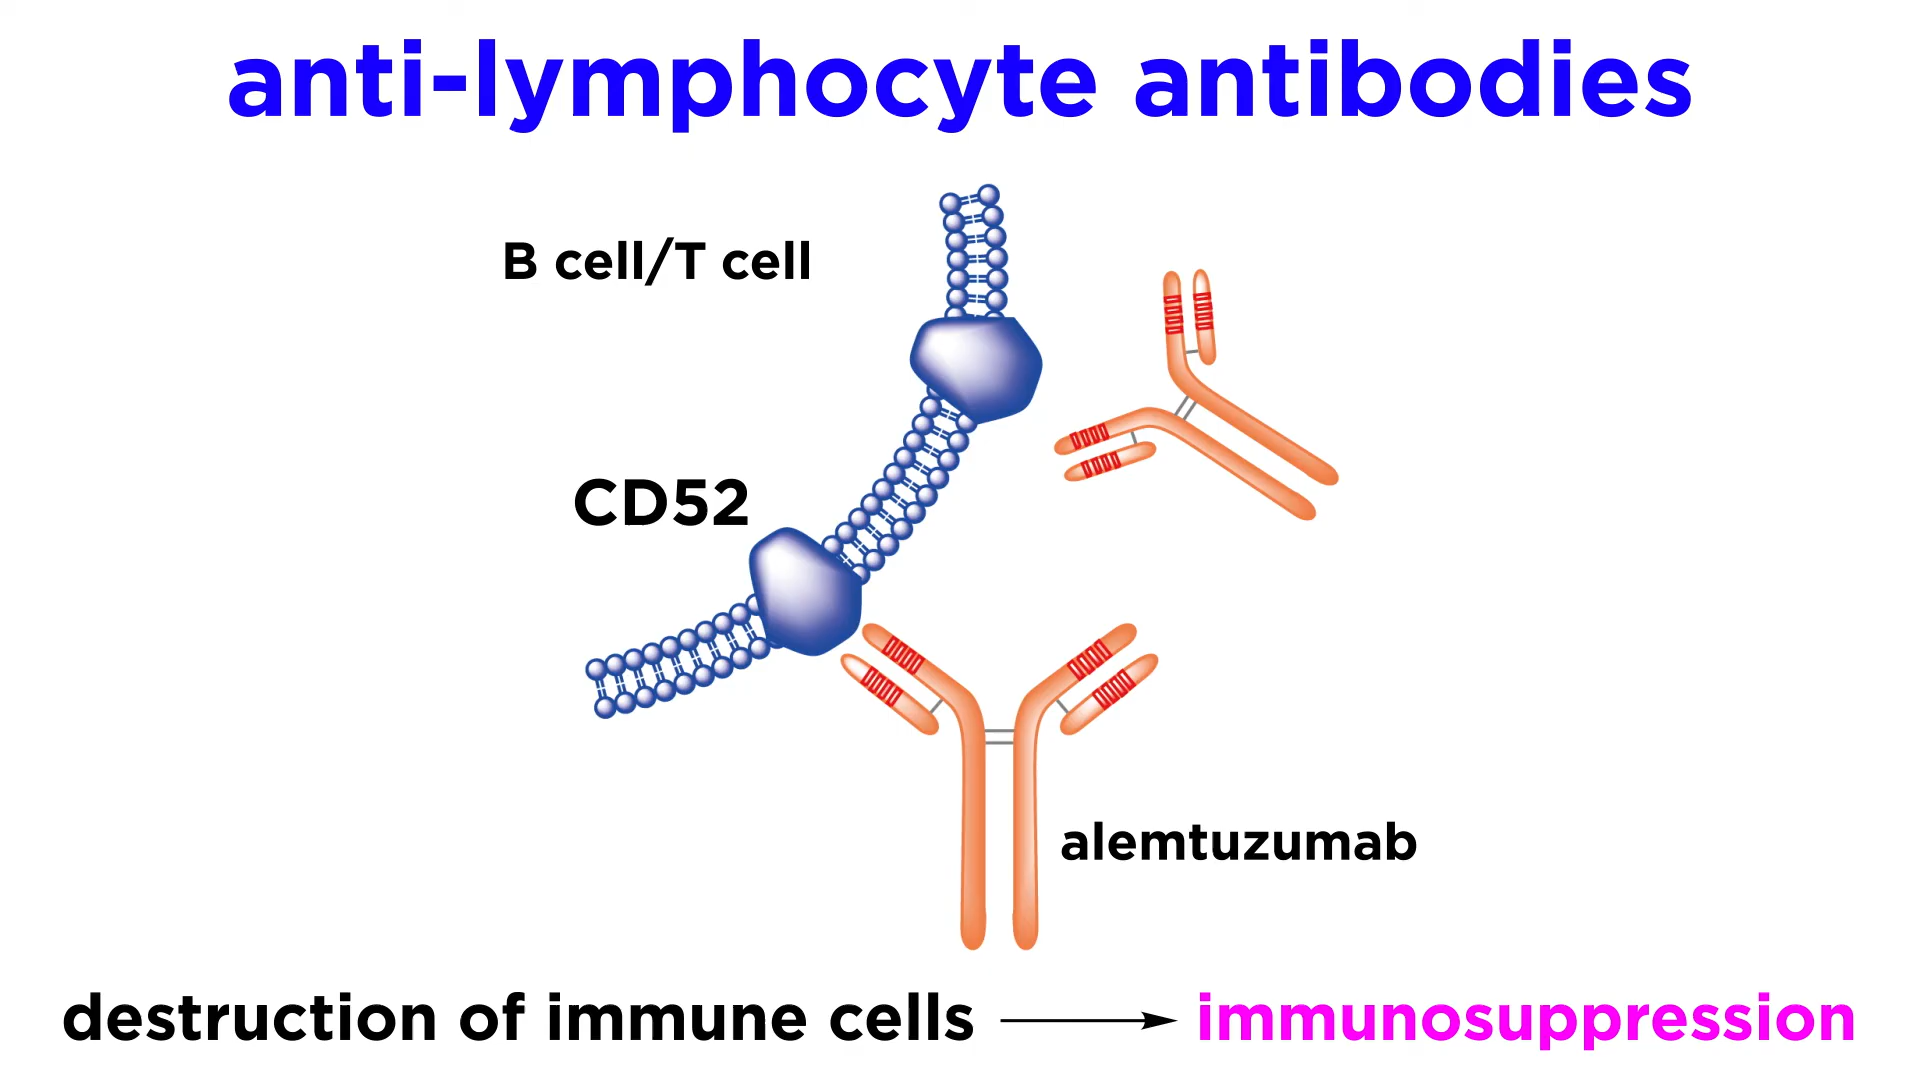 anti-lymphocyte antibodies
B cell/T cell
CD52
alemtuzumab
destruction of immune cells
immunosuppression